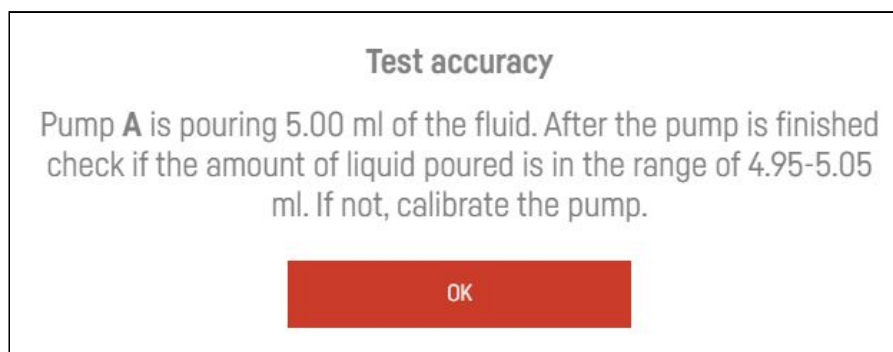 Test accuracy
Pump A is pouring 5.00 ml of the fluid. After the pump is finished
check if the amount of liquid poured is in the range of 4.95-5.05
ml. If not, calibrate the pump.
OK